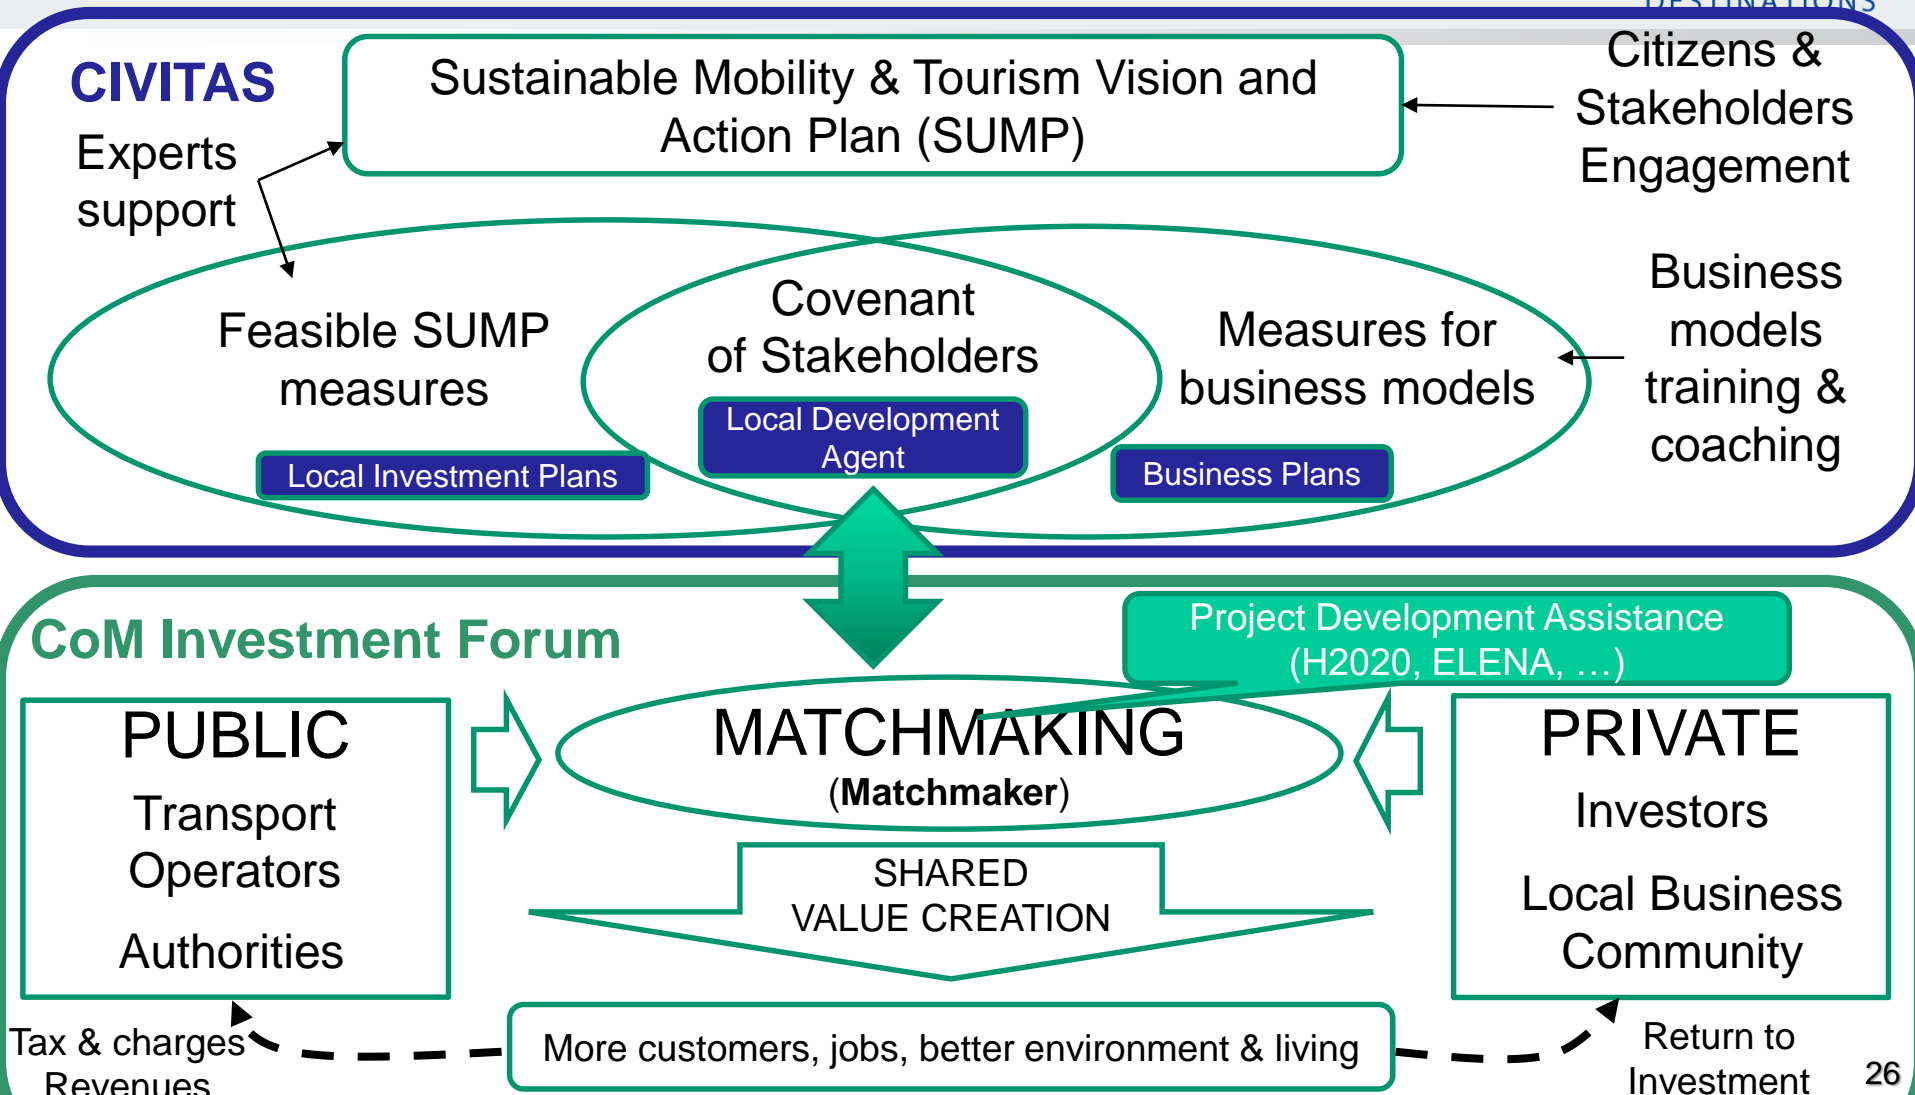 DESTINATIONS
CIVITAS
Experts
support
Sustainable Mobility & Tourism Vision and
Action Plan (SUMP)
Citizens &
Stakeholders
Engagement
Feasible SUMP
measures
Local Investment Plans
Covenant
of Stakeholders
Local Development
Agent
Measures for
business models
Business Plans
Business
models
training &
coaching
CoM Investment Forum
Project Development Assistance
(H2020, ELENA, …)
PUBLIC
Transport
Operators
Authorities
MATCHMAKING
(Matchmaker)
SHARED
VALUE CREATION
PRIVATE
Investors
Local Business
Community
Tax & charges
Revenues
More customers, jobs, better environment & living
Return to
Investment
26